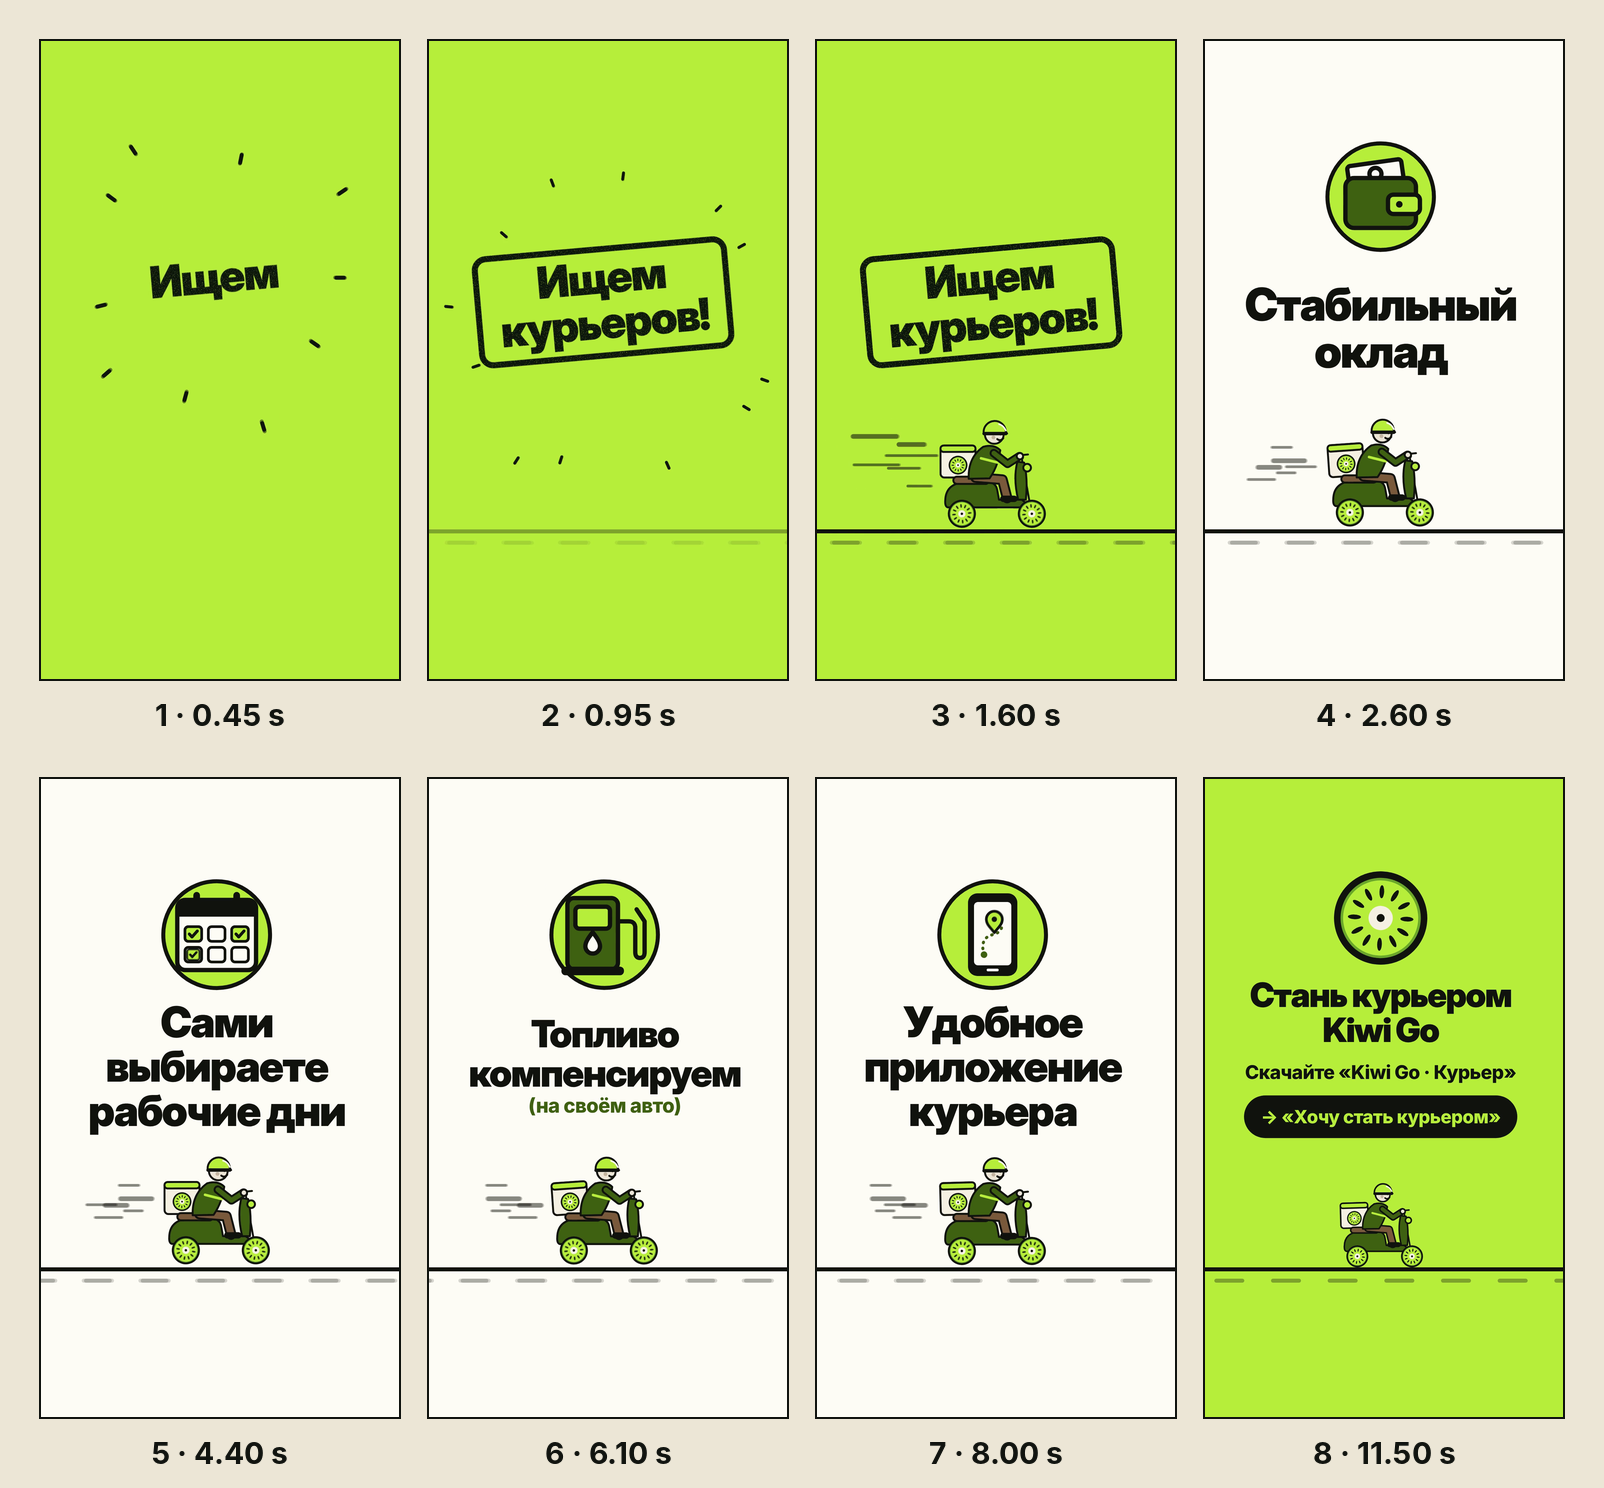 Ищем
1 · 0.45 s
Ищем
курьеров!
2 · 0.95 s
Ищем
курьеров!
3 · 1.60 s
Стабильный
оклад
4 · 2.60 s
Сами
выбираете
рабочие дни
5 · 4.40 s
Топливо
компенсируем
(на своём авто)
6 · 6.10 s
Удобное
приложение
курьера
7 · 8.00 s
Стань курьером
Kiwi Go
Скачайте «Kiwi Go · Курьер»
→ «Хочу стать курьером»
8 · 11.50 s